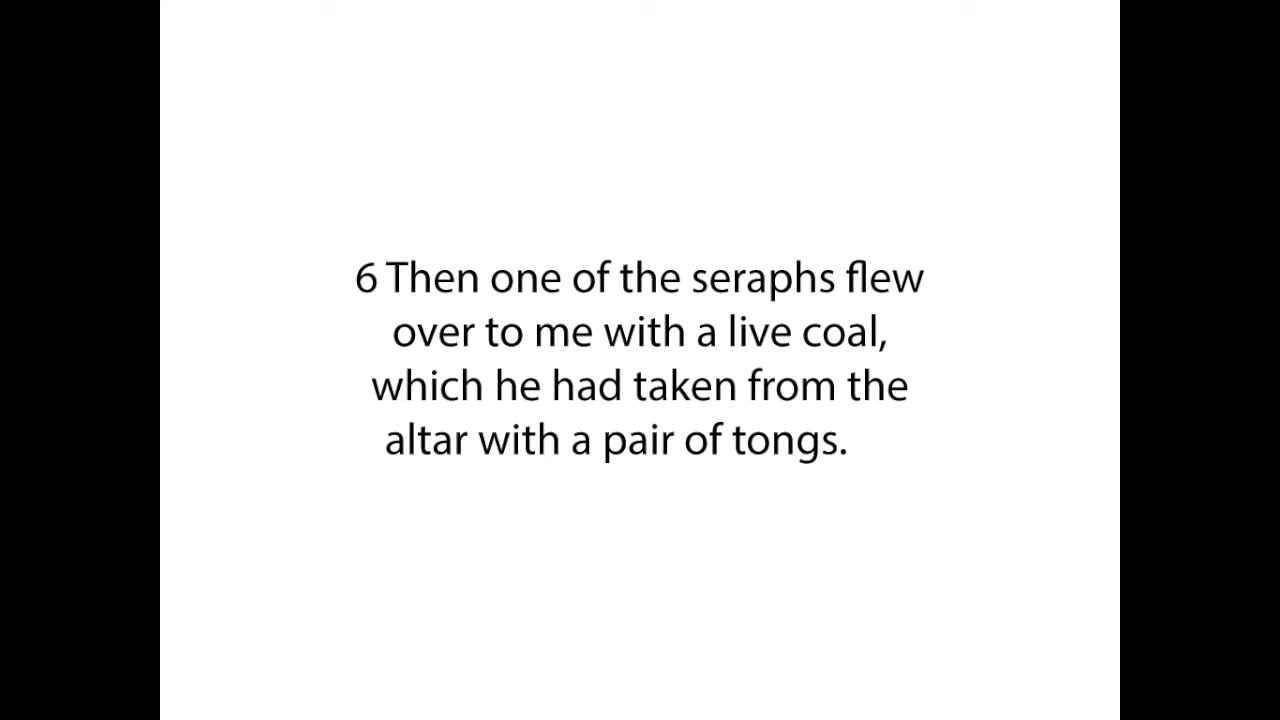 6 Then one of the seraphs flew
over to me with a live coal,
which he had taken from the
altar with a pair of tongs.